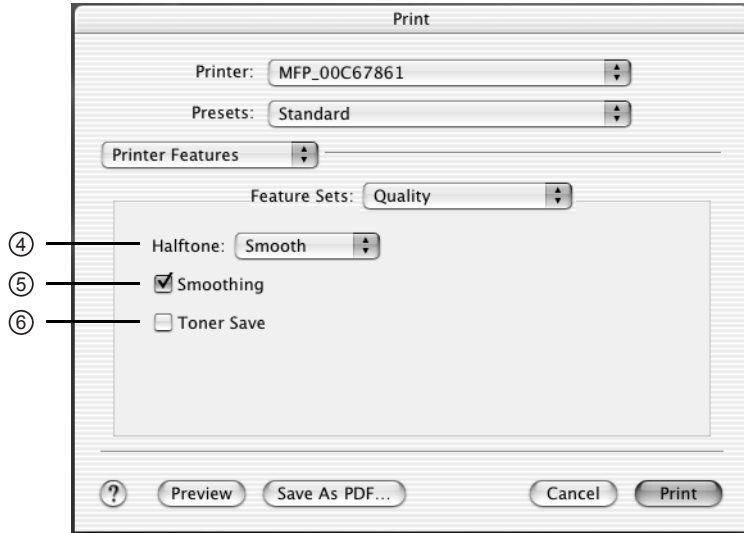 Print
Printer: MFP_00C67861
Presets: Standard
Printer Features
Feature Sets: Quality
④ Halftone: Smooth
⑤ Smoothing
⑥ Toner Save
? Preview Save As PDF... Cancel Print